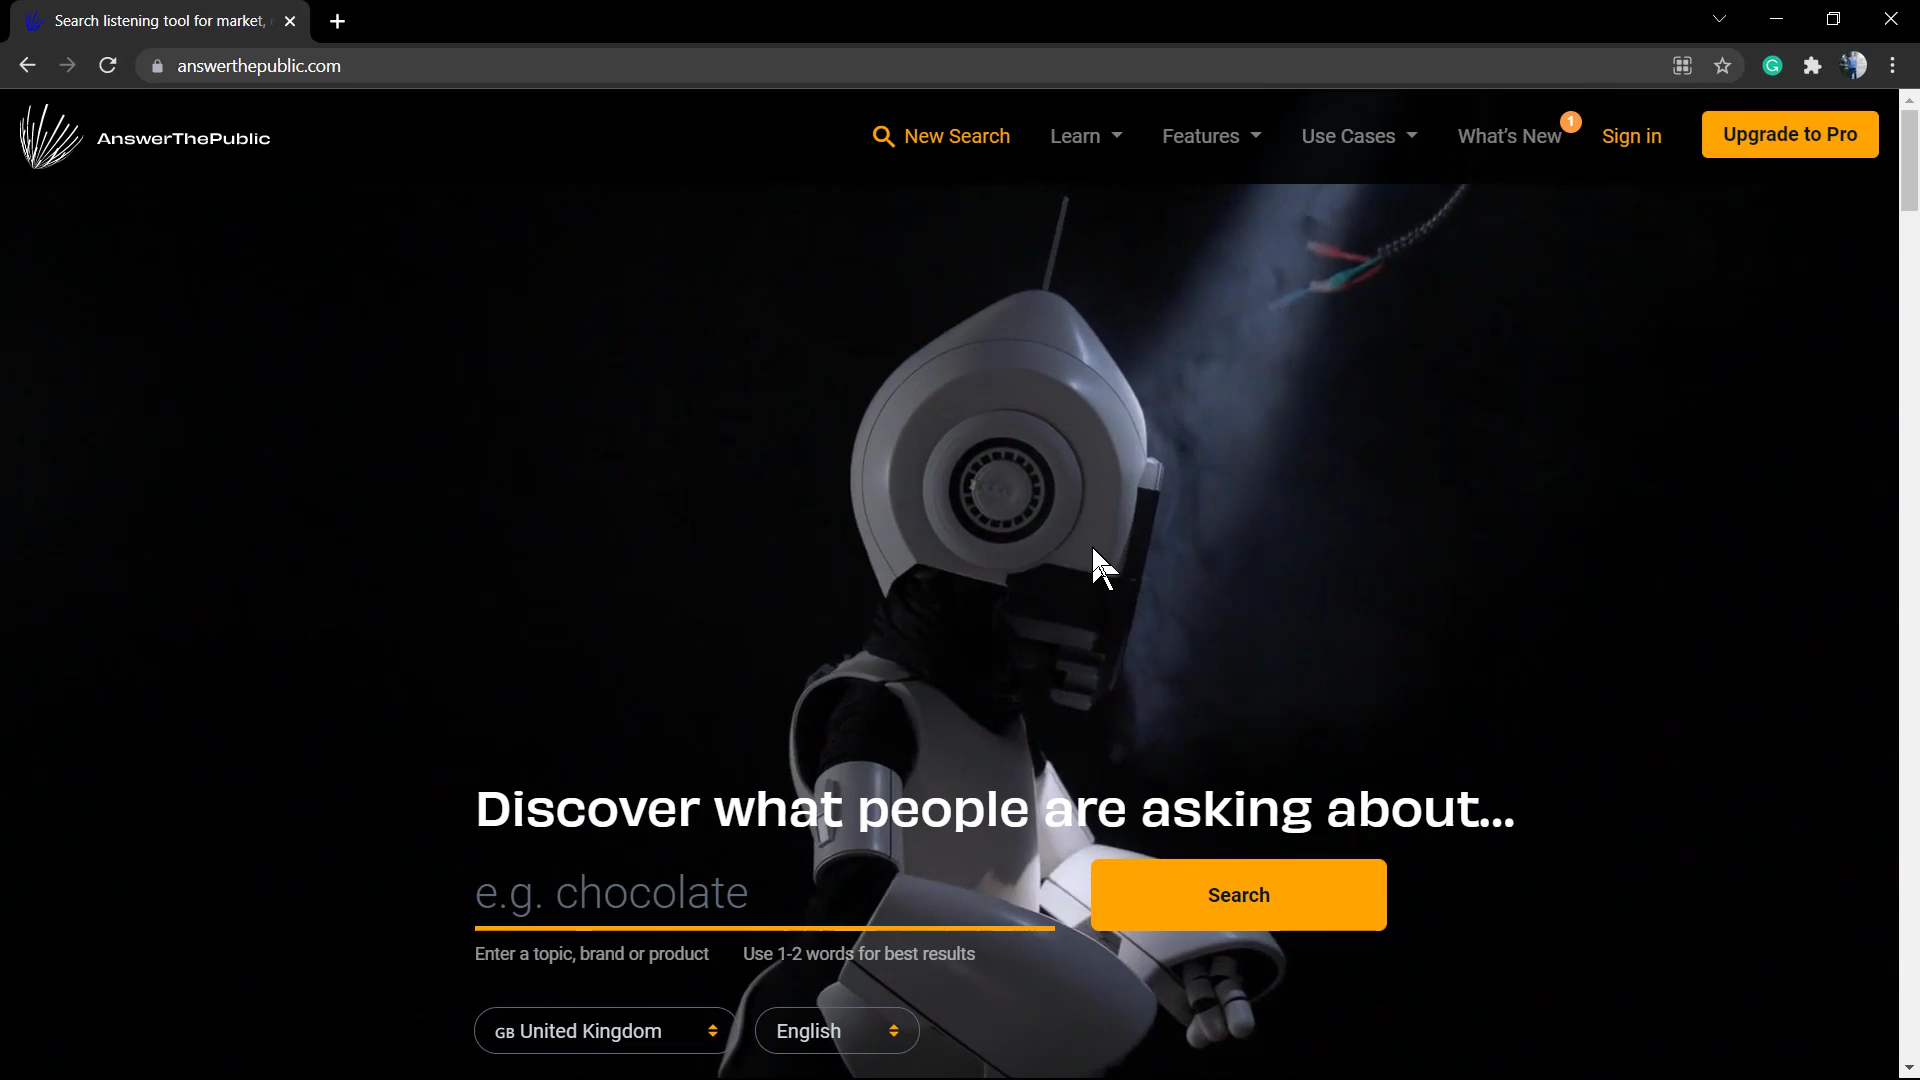 Search listening tool for market,
answerthepublic.com
AnswerThePublic
New Search
Learn
Features
Use Cases
What's New
1
Sign in
Upgrade to Pro
Discover what people are asking about...
e.g. chocolate
Search
Enter a topic, brand or product
Use 1-2 words for best results
GB United Kingdom
English